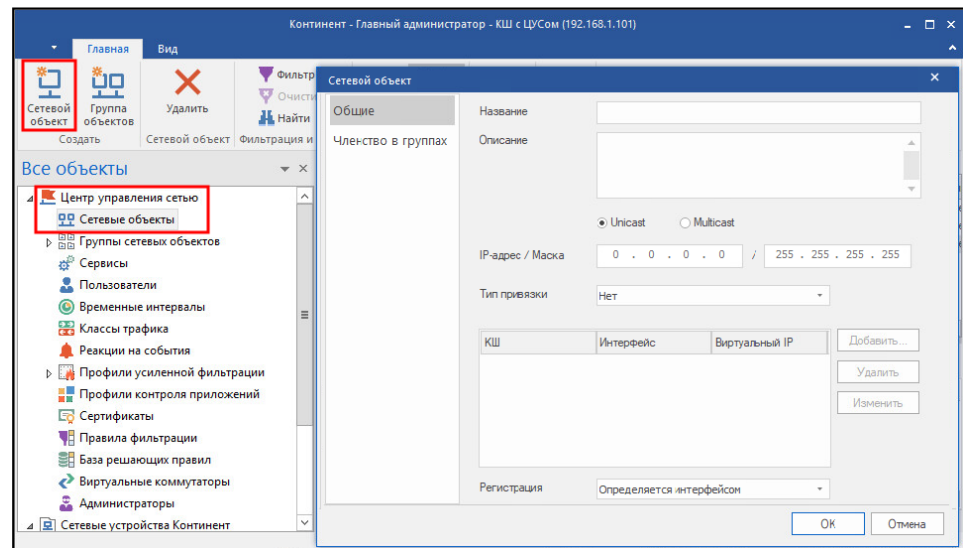 Континент - Главный администратор - КШ с ЦУСом (192.168.1.101)
Главная Вид
Сетевой объект
Группа объектов
Создать
Удалить
Сетевой объект
Фильтр
Очисти
Найти
Фильтрация и
Все объекты
Центр управления сетью
Сетевые объекты
Группы сетевых объектов
Сервисы
Пользователи
Временные интервалы
Классы трафика
Реакции на события
Профили усиленной фильтрации
Профили контроля приложений
Сертификаты
Правила фильтрации
База решающих правил
Виртуальные коммутаторы
Администраторы
Сетевые устройства Континент
Сетевой объект
Общие
Членство в группах
Название
Описание
Unicast Multicast
IP-адрес / Маска 0 . 0 . 0 . 0 / 255 . 255 . 255 . 255
Тип привязки Нет
КШ Интерфейс Виртуальный IP
Добавить...
Удалить
Изменить
Регистрация Определяется интерфейсом
OK Отмена